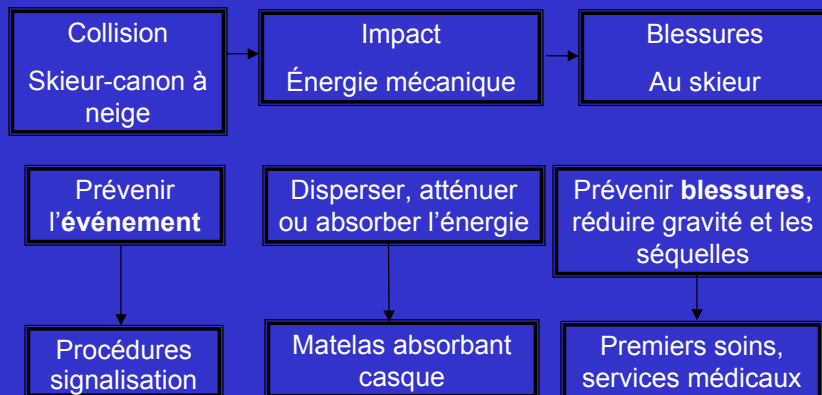 Collision
Skieur-canon à
neige
Impact
Énergie mécanique
Blessures
Au skieur
Prévenir
l'événement
Disperser, atténuer
ou absorber l'énergie
Prévenir blessures,
réduire gravité et les
séquelles
Procédures
signalisation
Matelas absorbant
casque
Premiers soins,
services médicaux